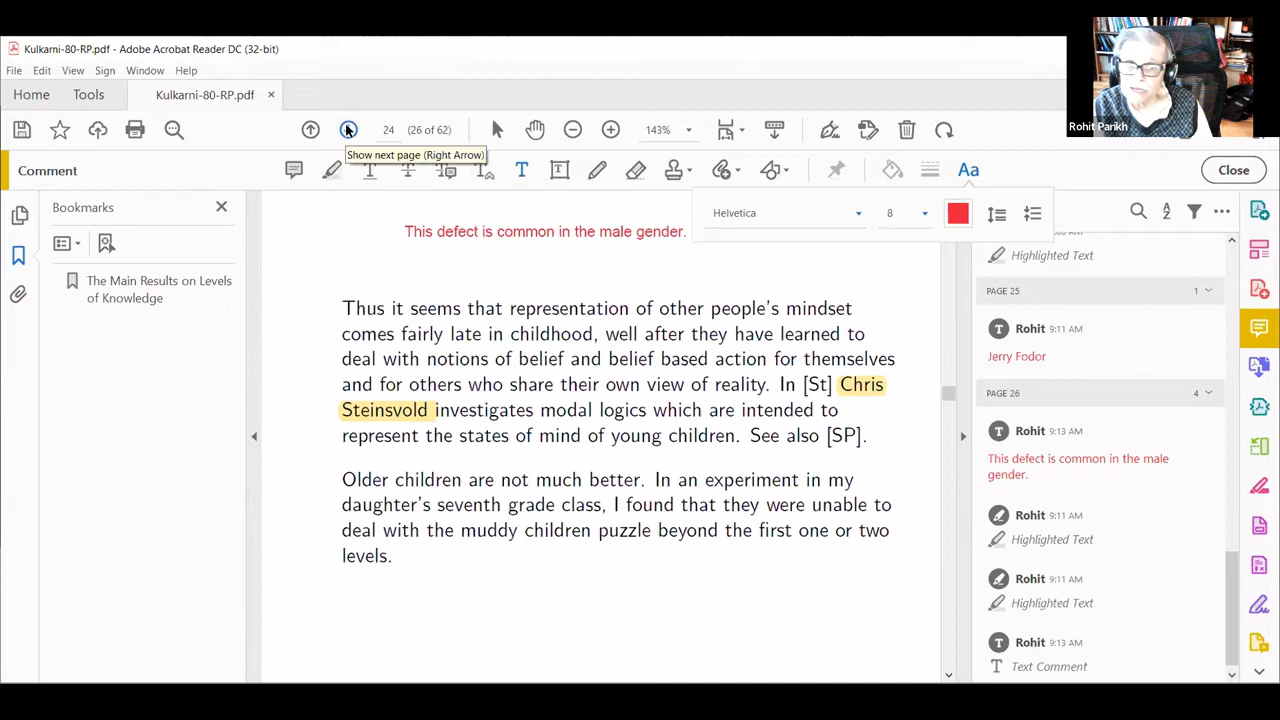 Kulkarni-80-RP.pdf - Adobe Acrobat Reader DC (32-bit)
File Edit View Sign Window Help
Home Tools Kulkarni-80-RP.pdf ×
24 (26 of 62) 143%
Show next page (Right Arrow)
Comment
Close
Rohit Parikh
Bookmarks
Helvetica 8
The Main Results on Levels
of Knowledge
This defect is common in the male gender.
Thus it seems that representation of other people's mindset
comes fairly late in childhood, well after they have learned to
deal with notions of belief and belief based action for themselves
and for others who share their own view of reality. In [St] Chris
Steinsvold investigates modal logics which are intended to
represent the states of mind of young children. See also [SP].
Older children are not much better. In an experiment in my
daughter's seventh grade class, I found that they were unable to
deal with the muddy children puzzle beyond the first one or two
levels.
Highlighted Text
PAGE 25 1
Rohit 9:11 AM
Jerry Fodor
PAGE 26 4
Rohit 9:13 AM
This defect is common in the male
gender.
Rohit 9:11 AM
Highlighted Text
Rohit 9:11 AM
Highlighted Text
Rohit 9:13 AM
Text Comment